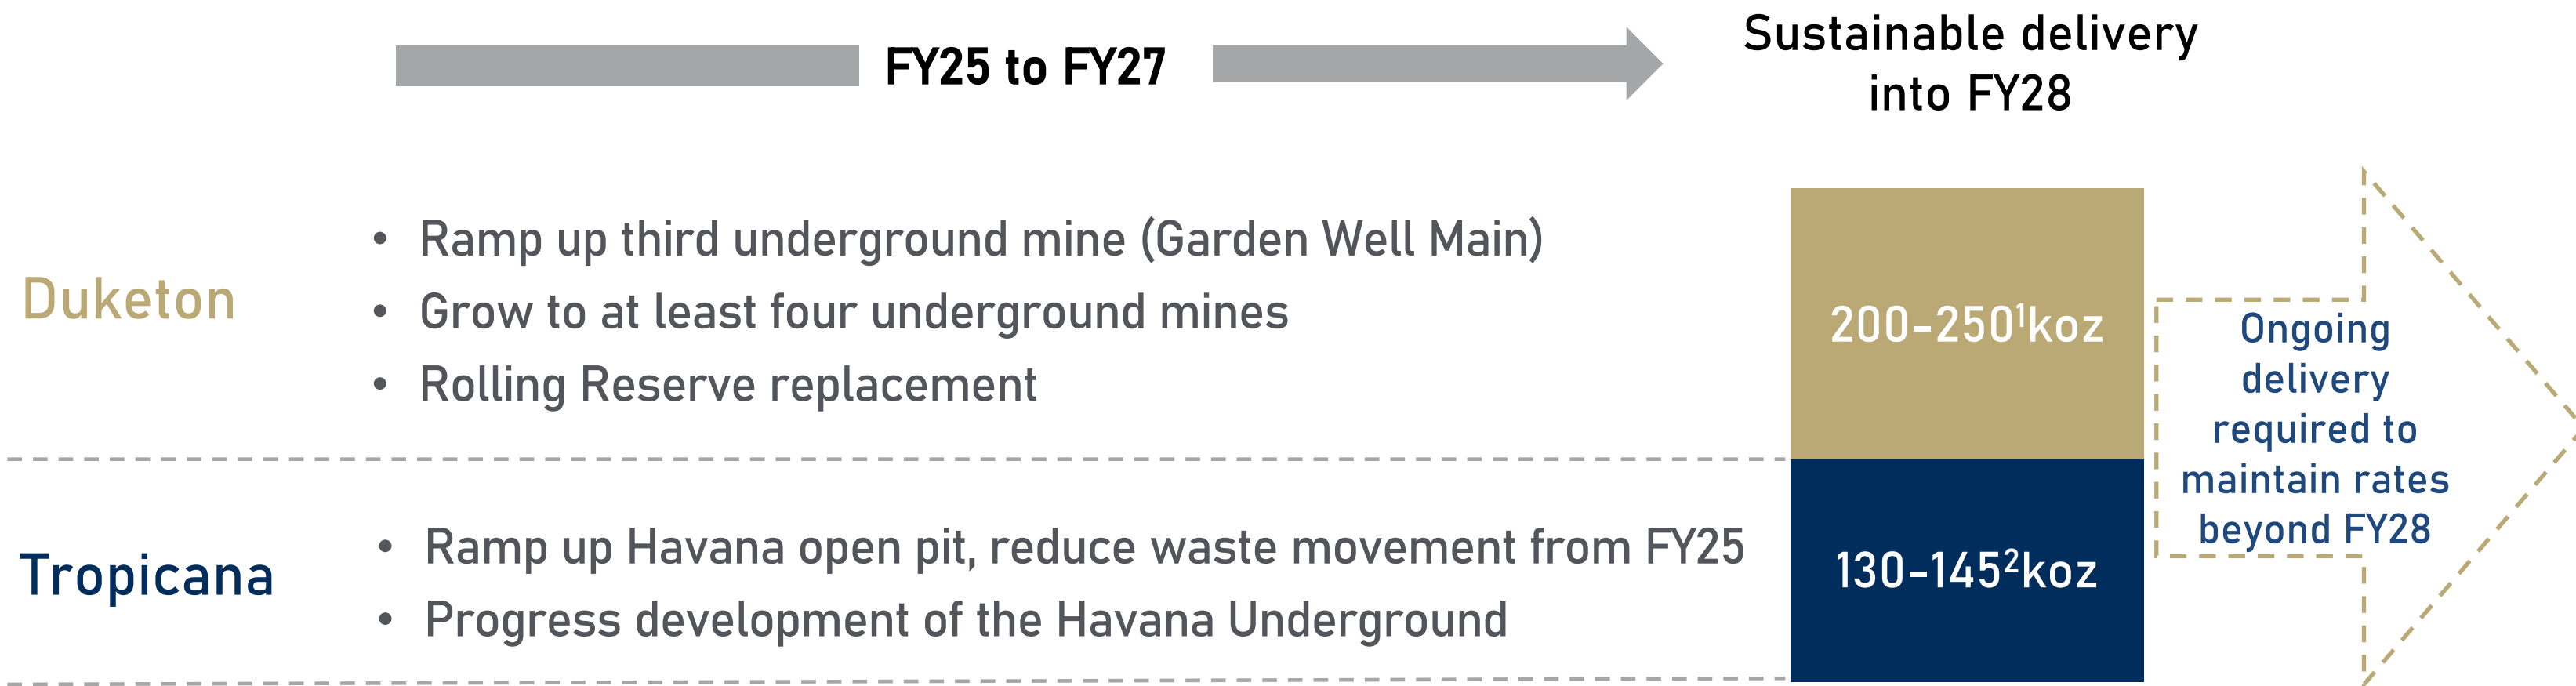 FY25 to FY27
Sustainable delivery
into FY28
Duketon
• Ramp up third underground mine (Garden Well Main)
• Grow to at least four underground mines
• Rolling Reserve replacement
200-250¹koz
Tropicana
• Ramp up Havana open pit, reduce waste movement from FY25
• Progress development of the Havana Underground
130-145²koz
Ongoing
delivery
required to
maintain rates
beyond FY28